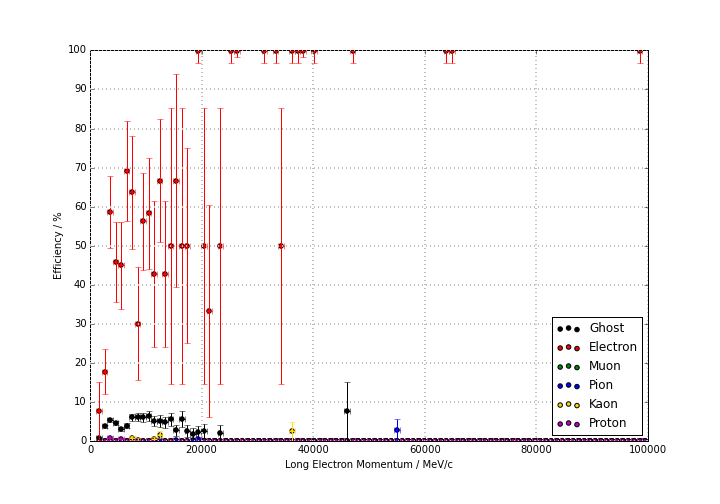 100
90
80
70
60
50
40
30
20
10
0
Efficiency / %
0 20000 40000 60000 80000 100000
Long Electron Momentum / MeV/c
Ghost
Electron
Muon
Pion
Kaon
Proton